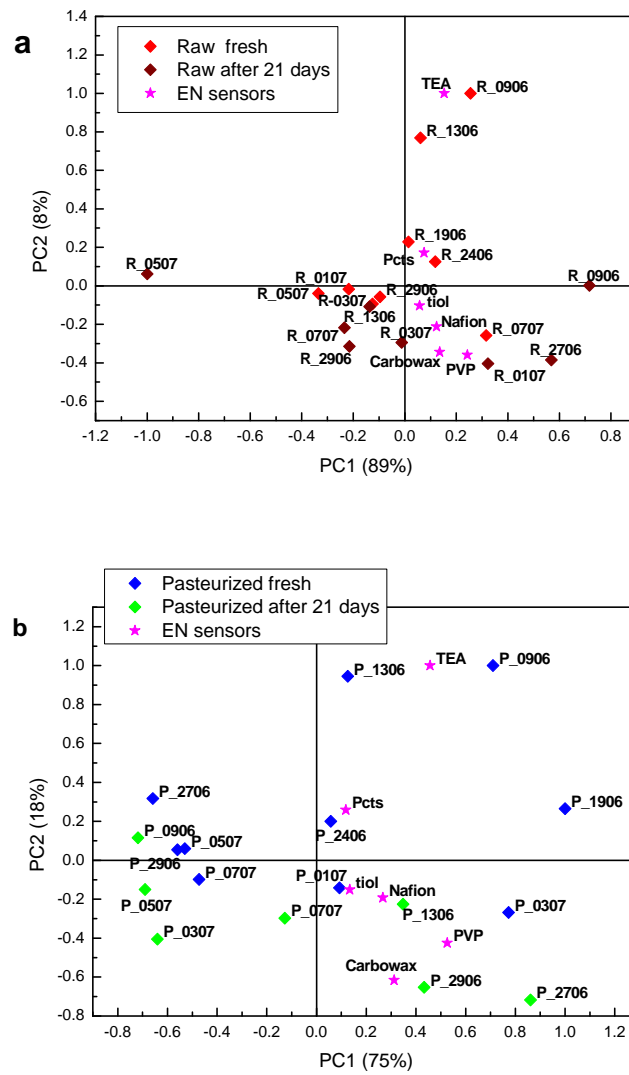 a
Raw fresh
Raw after 21 days
EN sensors
1.4
1.2
1.0
0.8
0.6
0.4
0.2
0.0
-0.2
-0.4
-0.6
PC2 (8%)
TEA
R_0906
R_1306
R_1906
Pcts
R_2406
R_0507
R_0906
R_0107
R_0507
R_2906
R-0307
tiol
R_1306
Nafion
R_0707
R_0307
R_0707
R_2706
R_2906
Carbowax
PVP
R_0107
-1.2 -1.0 -0.8 -0.6 -0.4 -0.2 0.0 0.2 0.4 0.6 0.8
PC1 (89%)
b
Pasteurized fresh
Pasteurized after 21 days
EN sensors
1.2
1.0
0.8
0.6
0.4
0.2
0.0
-0.2
-0.4
-0.6
-0.8
PC2 (18%)
P_1306
TEA
P_0906
P_2706
Pcts
P_1906
P_0906
P_0507
P_2406
P_2906
P_0707
P_0107
tiol
Nafion
P_0507
P_0707
P_1306
P_0307
P_0307
PVP
Carbowax
P_2906
P_2706
-0.8 -0.6 -0.4 -0.2 0.0 0.2 0.4 0.6 0.8 1.0 1.2
PC1 (75%)